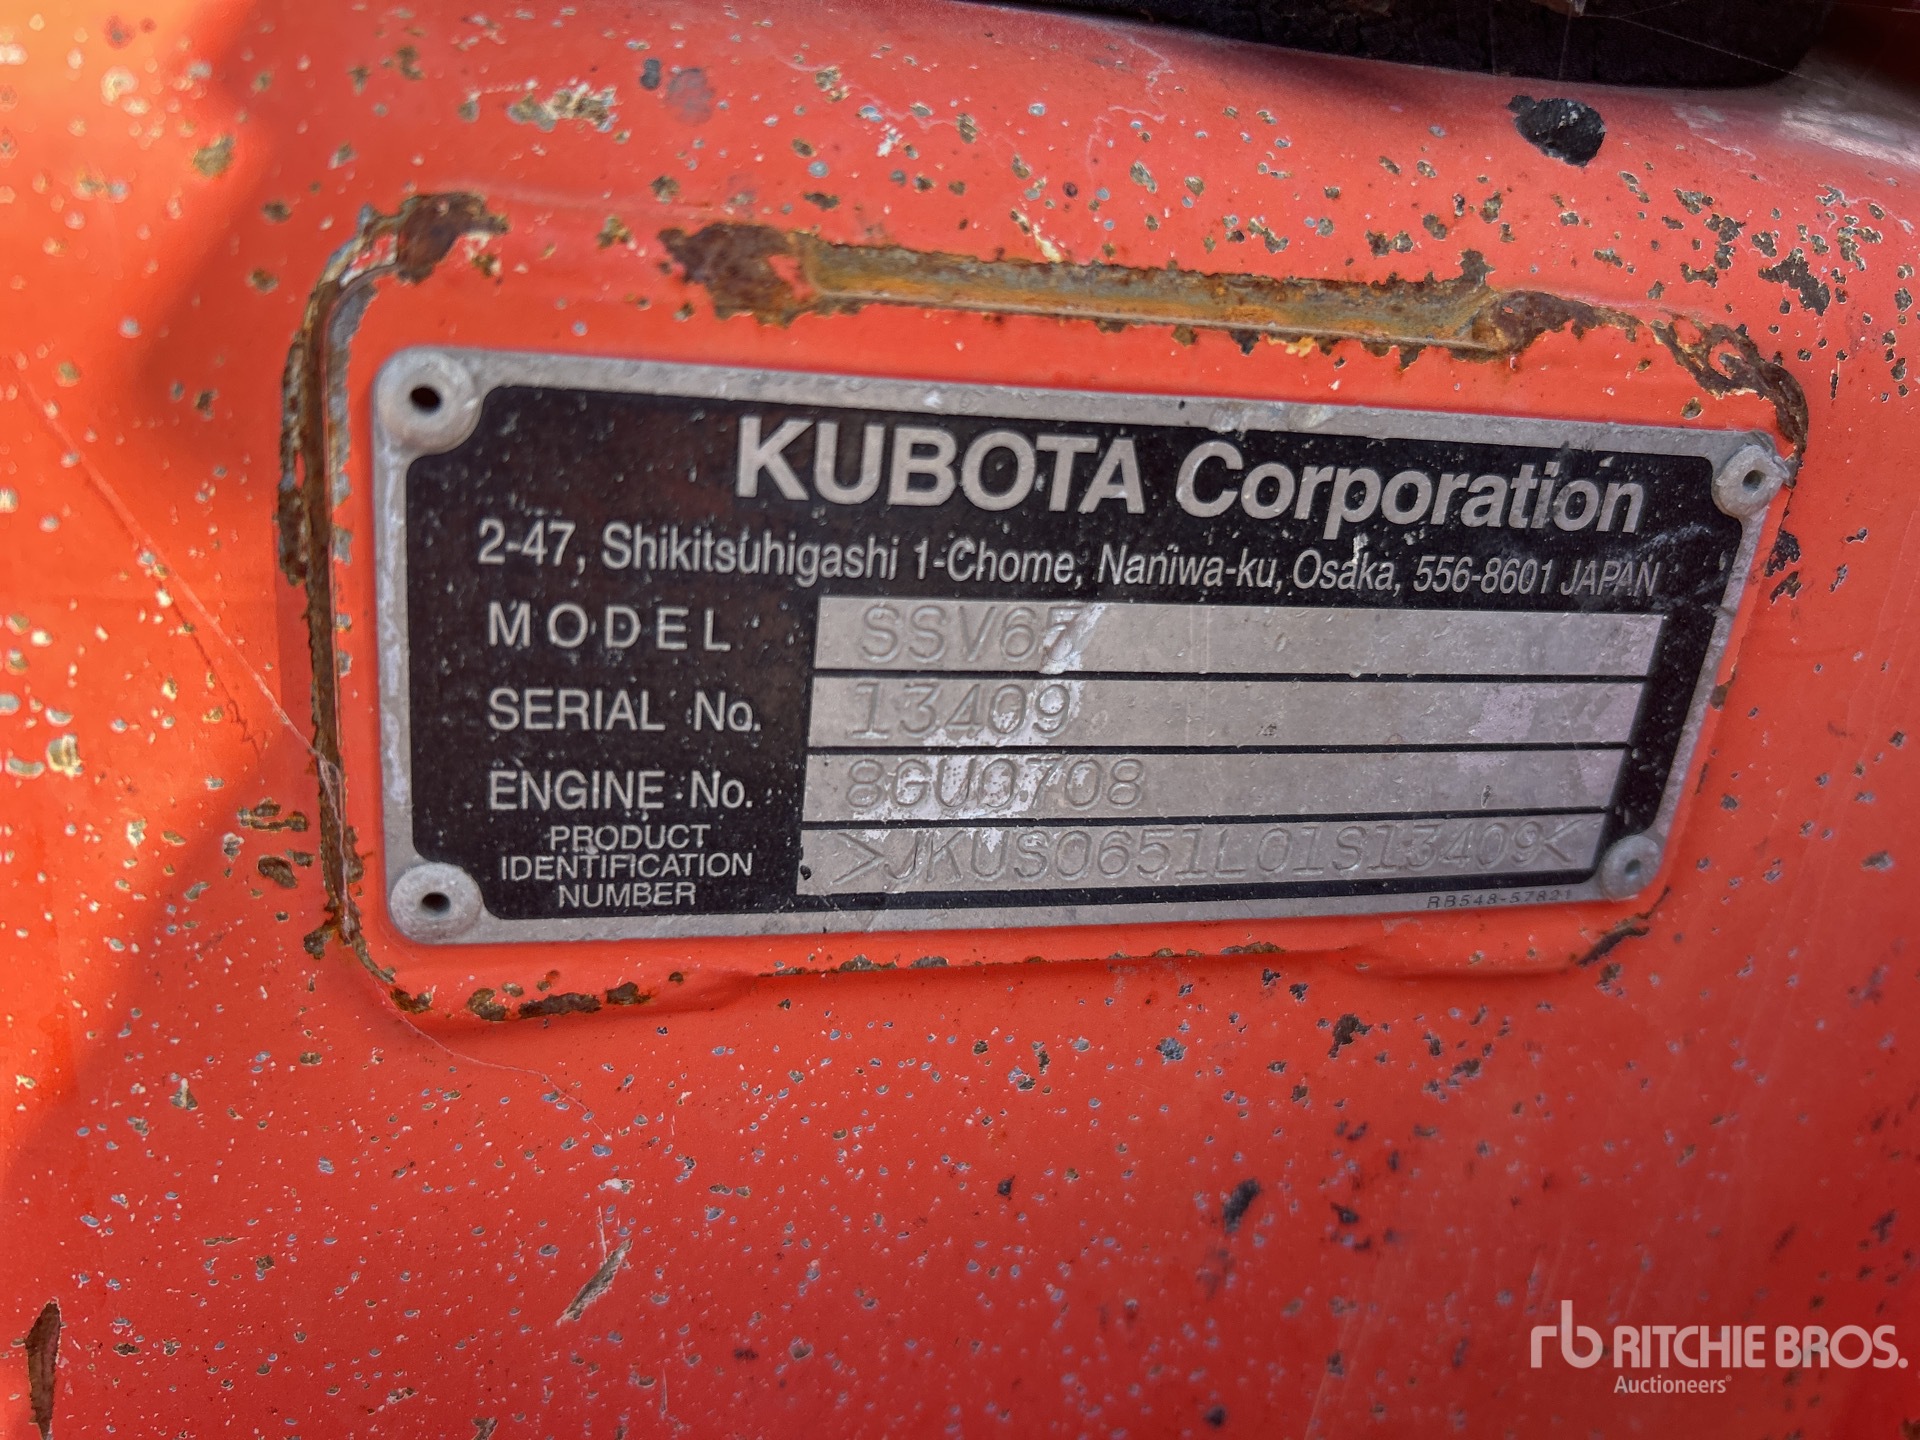 KUBOTA Corporation
2-47, Shikitsuhigashi 1-Chome, Naniwa-ku, Osaka, 556-8601 JAPAN
MODEL SSV65
SERIAL No. 13409
ENGINE No. 8GU0708
PRODUCT IDENTIFICATION NUMBER >JKUS0651L01S13409<
RB548-57821
rb RITCHIE BROS.
Auctioneers